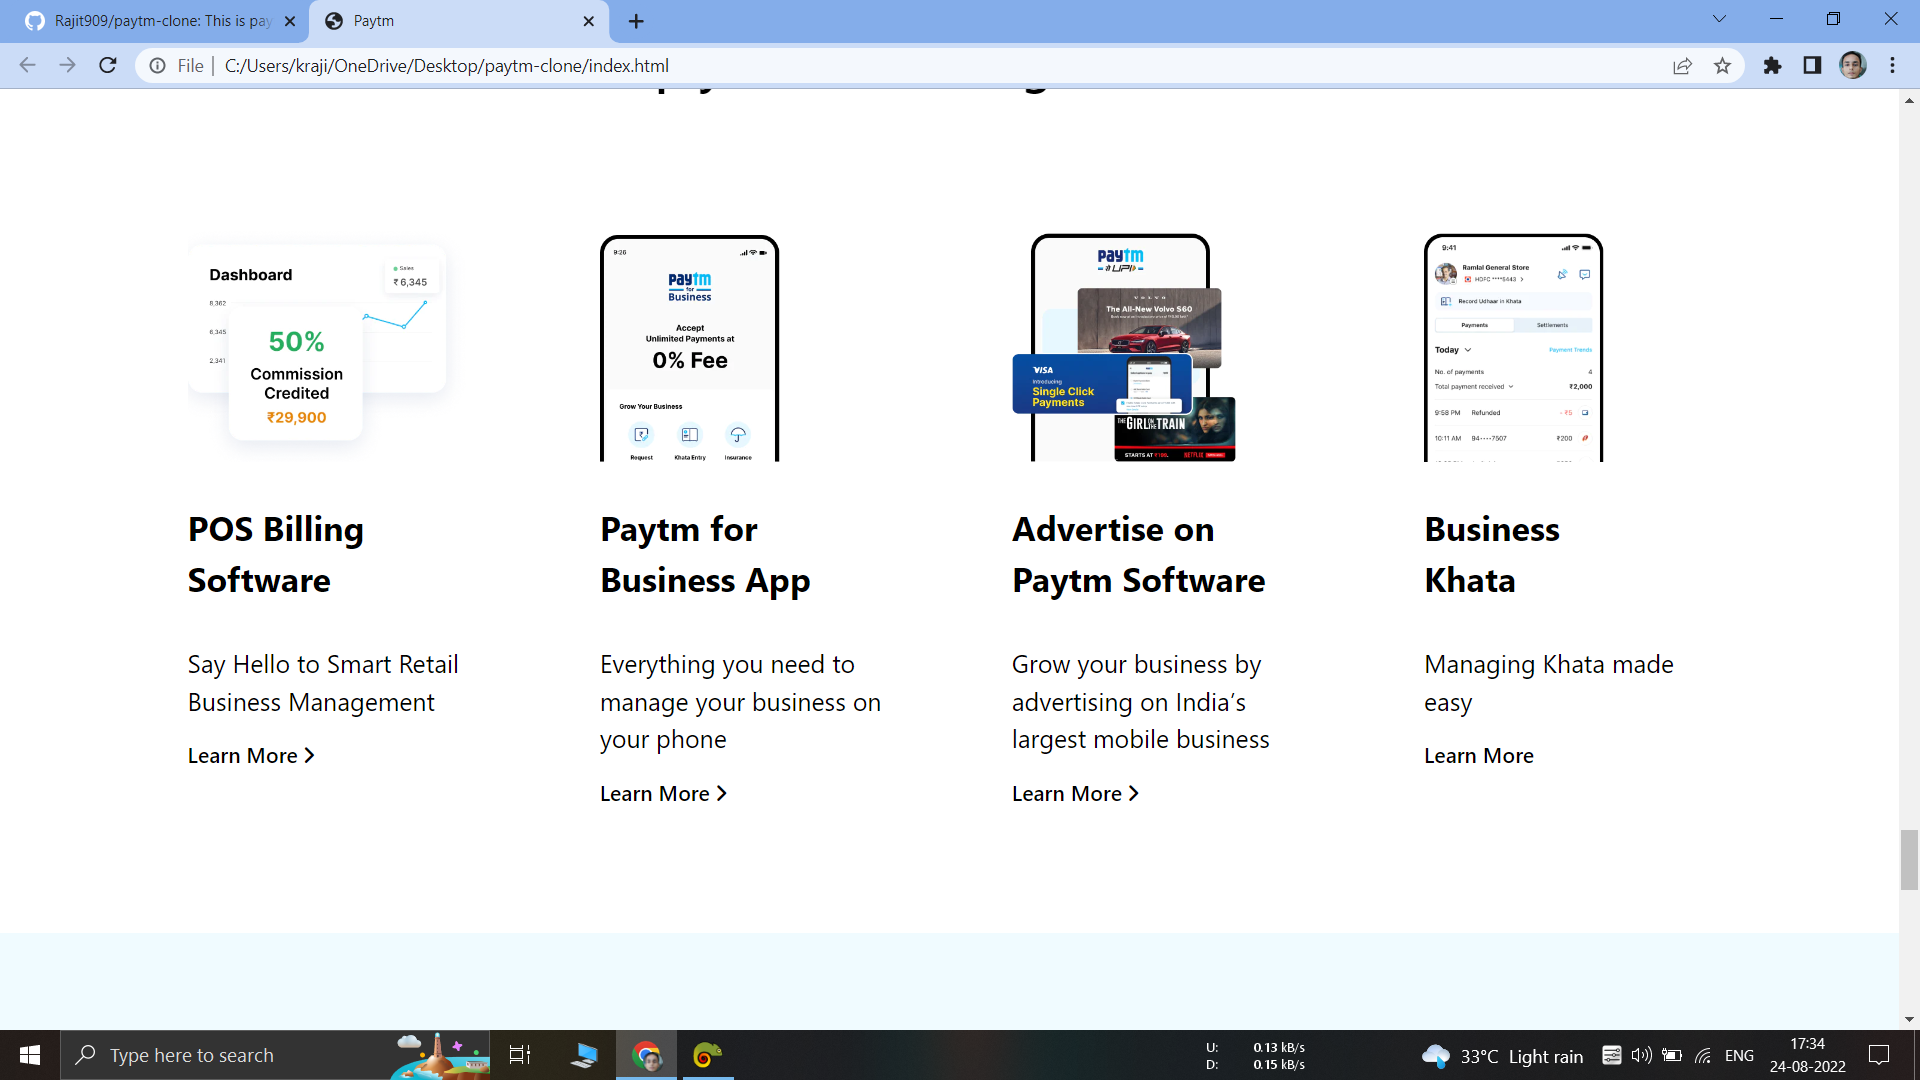 Rajit909/paytm-clone: This is pay
Paytm
File
C:/Users/kraji/OneDrive/Desktop/paytm-clone/index.html
Dashboard
Sales
₹ 6,345
8,362
6,345
2,341
50%
Commission
Credited
₹29,900
POS Billing
Software
Say Hello to Smart Retail
Business Management
Learn More
9:26
paytm
for
Business
Accept
Unlimited Payments at
0% Fee
Grow Your Business
Request
Khata Entry
Insurance
Paytm for
Business App
Everything you need to
manage your business on
your phone
Learn More
paytm
UPI
VOLVO
The All-New Volvo S60
VISA
Introducing
Single Click
Payments
THE GIRL ON THE TRAIN
NETFLIX
Advertise on
Paytm Software
Grow your business by
advertising on India’s
largest mobile business
Learn More
9:41
Ramlal General Store
HDFC ****5443
Record Udhaar in Khata
Payments
Settlements
Today
Payment Trends
No. of payments
4
Total payment received
₹2,000
9:58 PM
Refunded
- ₹5
10:11 AM
94····7507
₹200
Business
Khata
Managing Khata made
easy
Learn More
Type here to search
U: 0.13 kB/s
D: 0.15 kB/s
33°C Light rain
ENG
17:34
24-08-2022